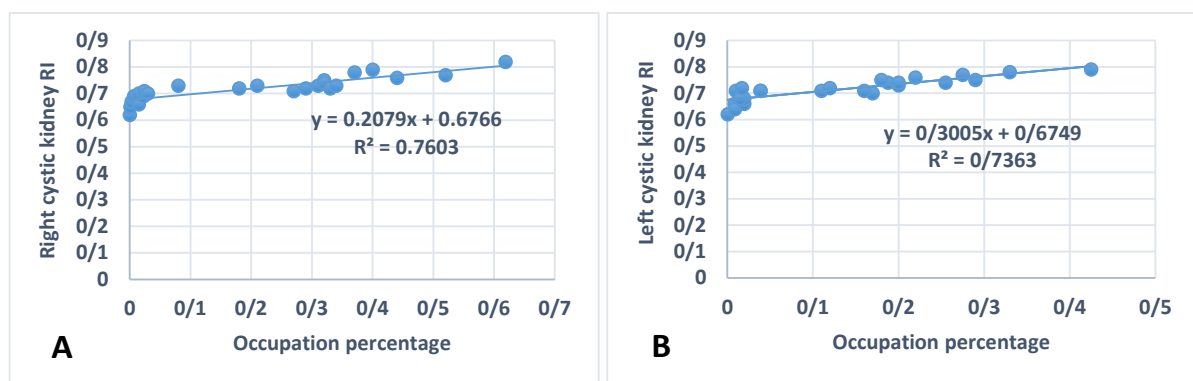 0/9
0/8
0/7
0/6
0/5
0/4
0/3
0/2
0/1
0
Right cystic kidney RI
y = 0.2079x + 0.6766
R² = 0.7603
0 0/1 0/2 0/3 0/4 0/5 0/6 0/7
Occupation percentage
A
0/9
0/8
0/7
0/6
0/5
0/4
0/3
0/2
0/1
0
Left cystic kidney RI
y = 0/3005x + 0/6749
R² = 0/7363
0 0/1 0/2 0/3 0/4 0/5
Occupation percentage
B